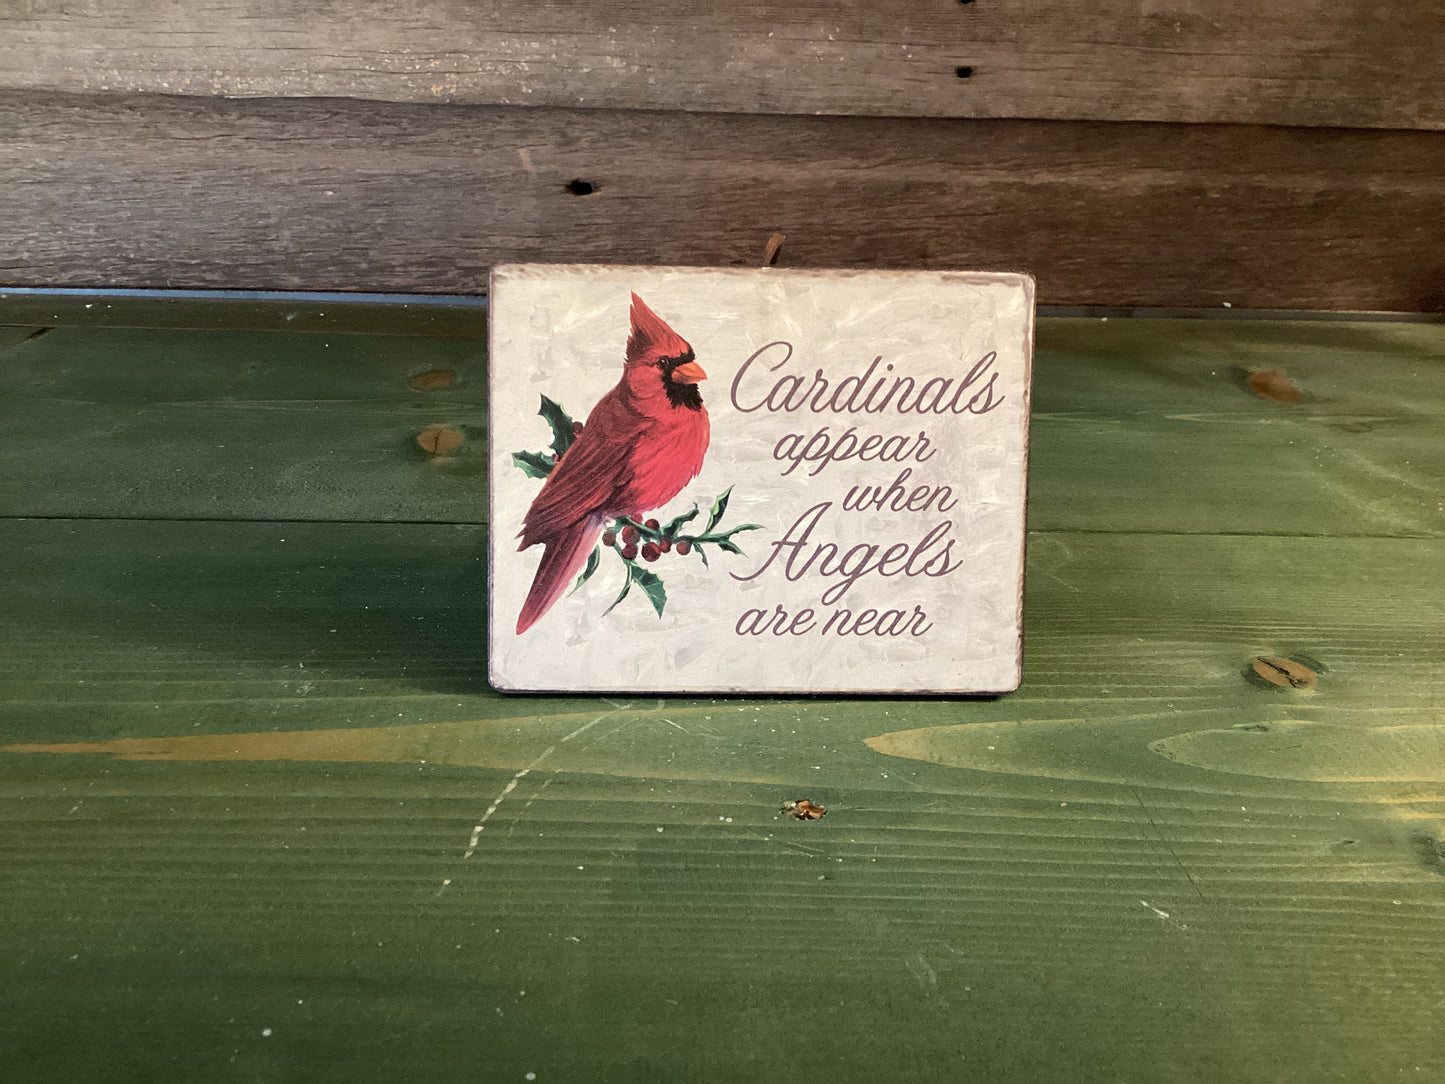 Cardinals
appear
when
Angels
are near